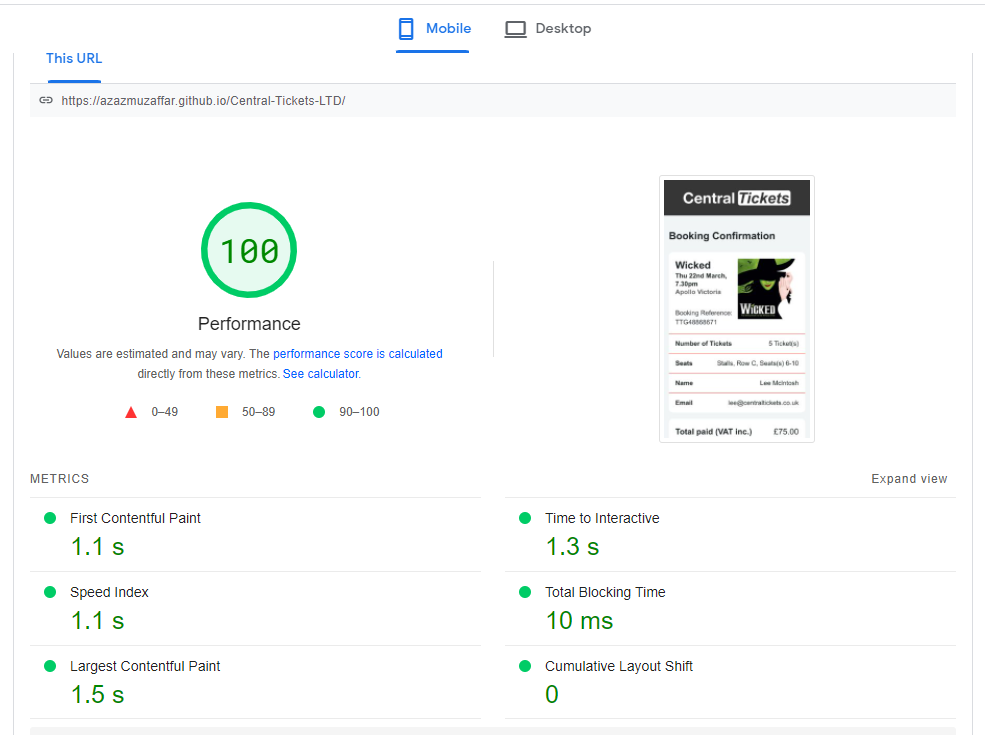 Mobile
Desktop
This URL
https://azazmuzaffar.github.io/Central-Tickets-LTD/
100
Performance
Values are estimated and may vary. The performance score is calculated
directly from these metrics. See calculator.
0–49
50–89
90–100
Central Tickets
Booking Confirmation
Wicked
Thu 22nd March,
7.30pm
Apollo Victoria
WICKED
Booking Reference:
TTG48888671
Number of Tickets 5 Ticket(s)
Seats Stalls, Row C, Seats(s) 6-10
Name Lee McIntosh
Email lee@centraltickets.co.uk
Total paid (VAT inc.) £75.00
METRICS
Expand view
First Contentful Paint
1.1 s
Time to Interactive
1.3 s
Speed Index
1.1 s
Total Blocking Time
10 ms
Largest Contentful Paint
1.5 s
Cumulative Layout Shift
0